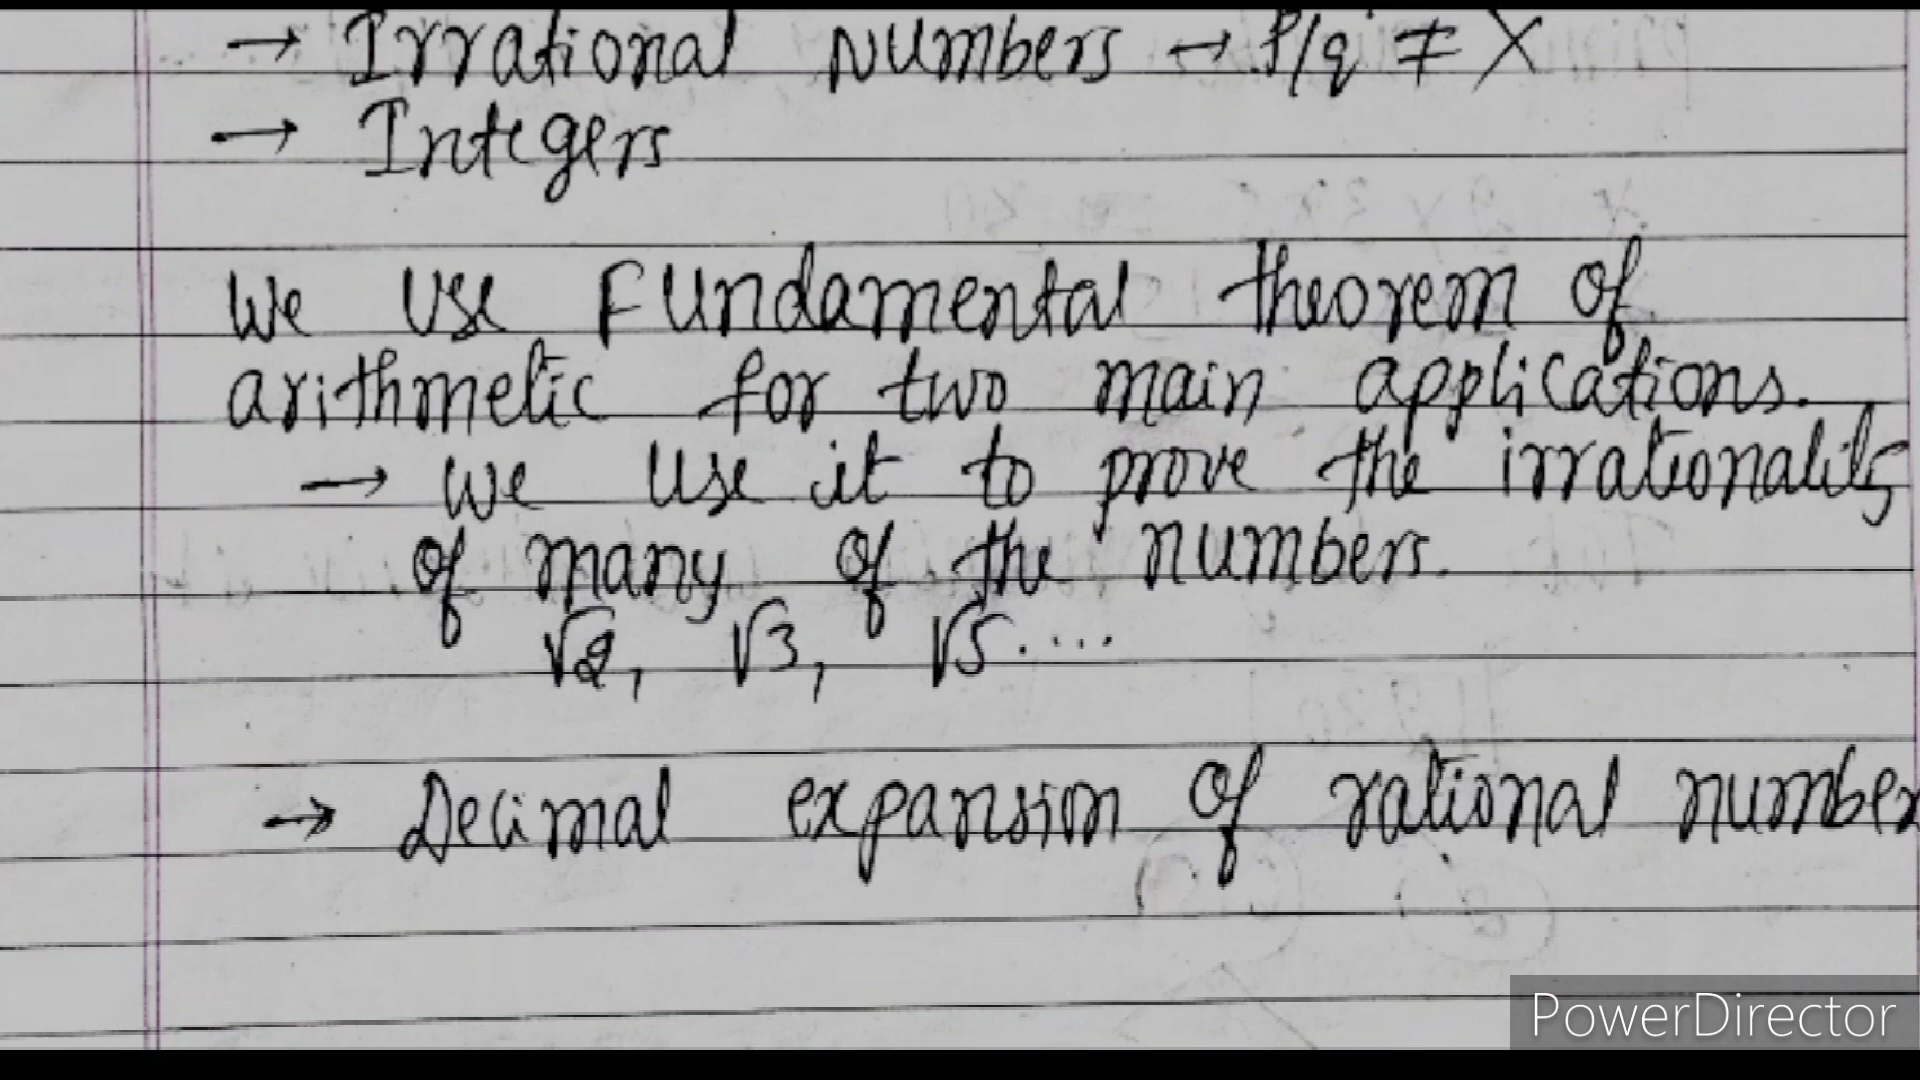 → Irrational Numbers → P/q ≠ X
→ Integers
We use Fundamental theorem of
arithmetic for two main applications.
→ We use it to prove the irrationality
of many of the numbers.
√2, √3, √5....
→ Decimal expansion of rational number
PowerDirector